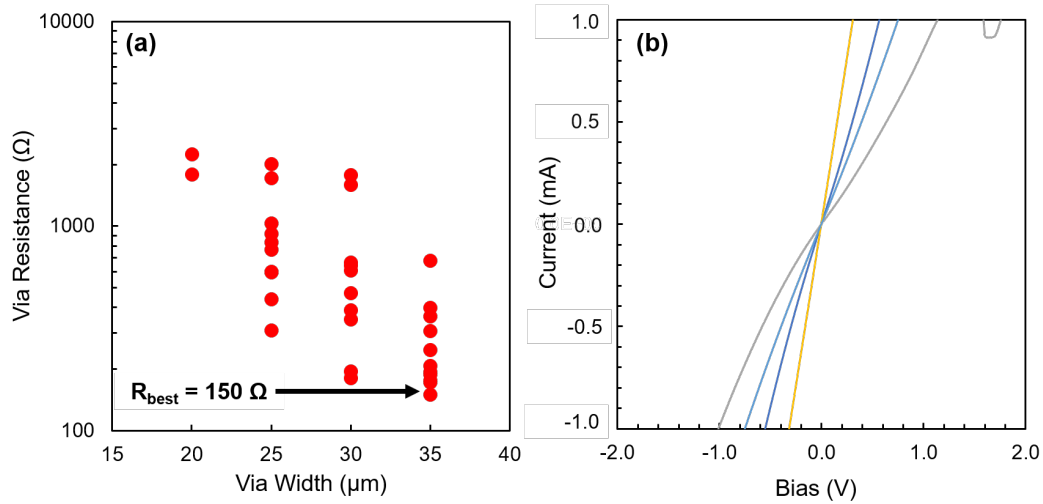 (a)
10000
1000
100
Via Resistance (Ω)
R_best = 150 Ω
15 20 25 30 35 40
Via Width (µm)
(b)
1.0
0.5
0.0
-0.5
-1.0
Current (mA)
-2.0 -1.0 0.0 1.0 2.0
Bias (V)